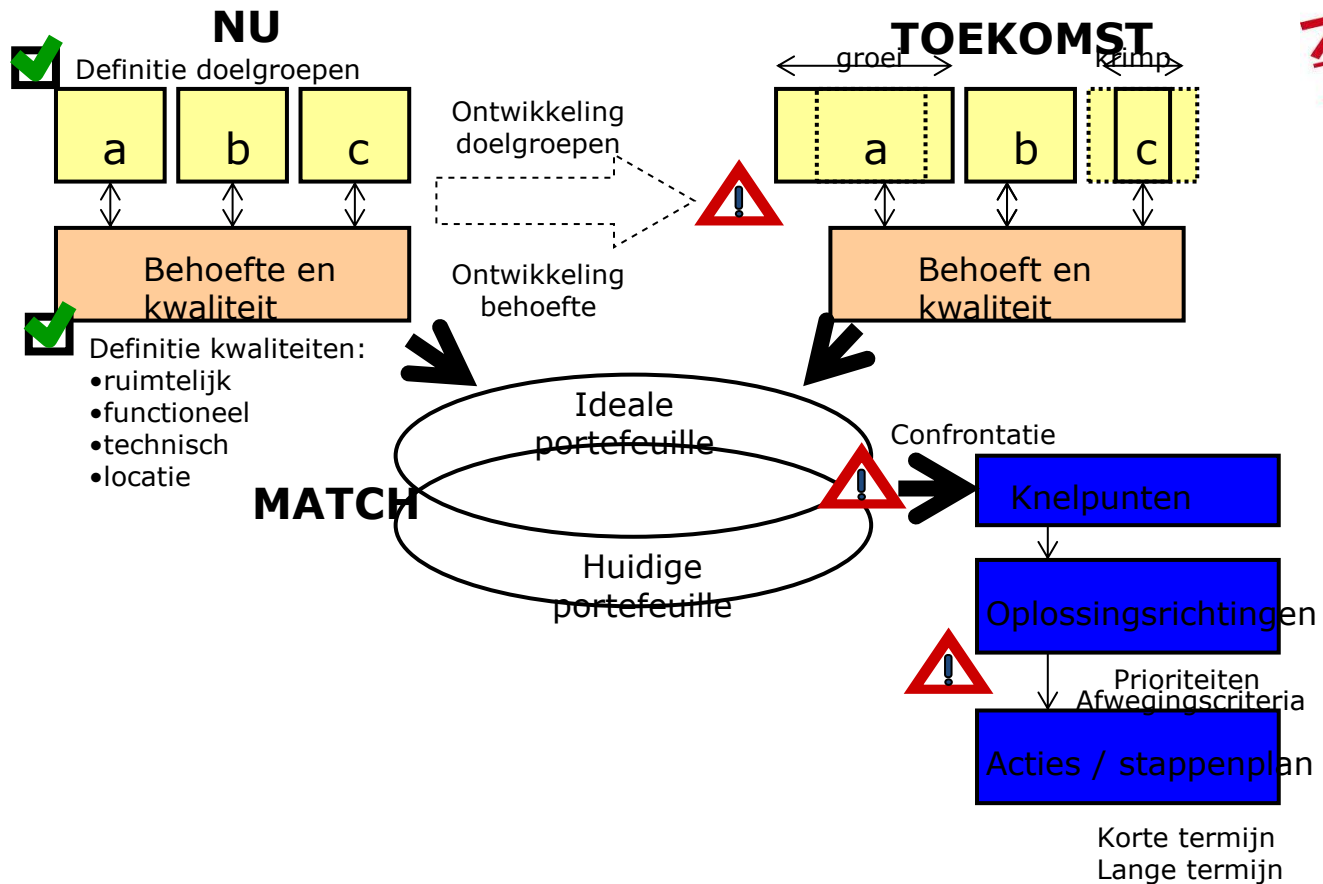 NU
Definitie doelgroepen
a
b
c
Behoefte en
kwaliteit
Definitie kwaliteiten:
•ruimtelijk
•functioneel
•technisch
•locatie
Ontwikkeling
doelgroepen
Ontwikkeling
behoefte
TOEKOMST
groei
krimp
a
b
c
Behoeft en
kwaliteit
MATCH
Ideale
portefeuille
Huidige
portefeuille
Confrontatie
Knelpunten
Oplossingsrichtingen
Prioriteiten
Afwegingscriteria
Acties / stappenplan
Korte termijn
Lange termijn